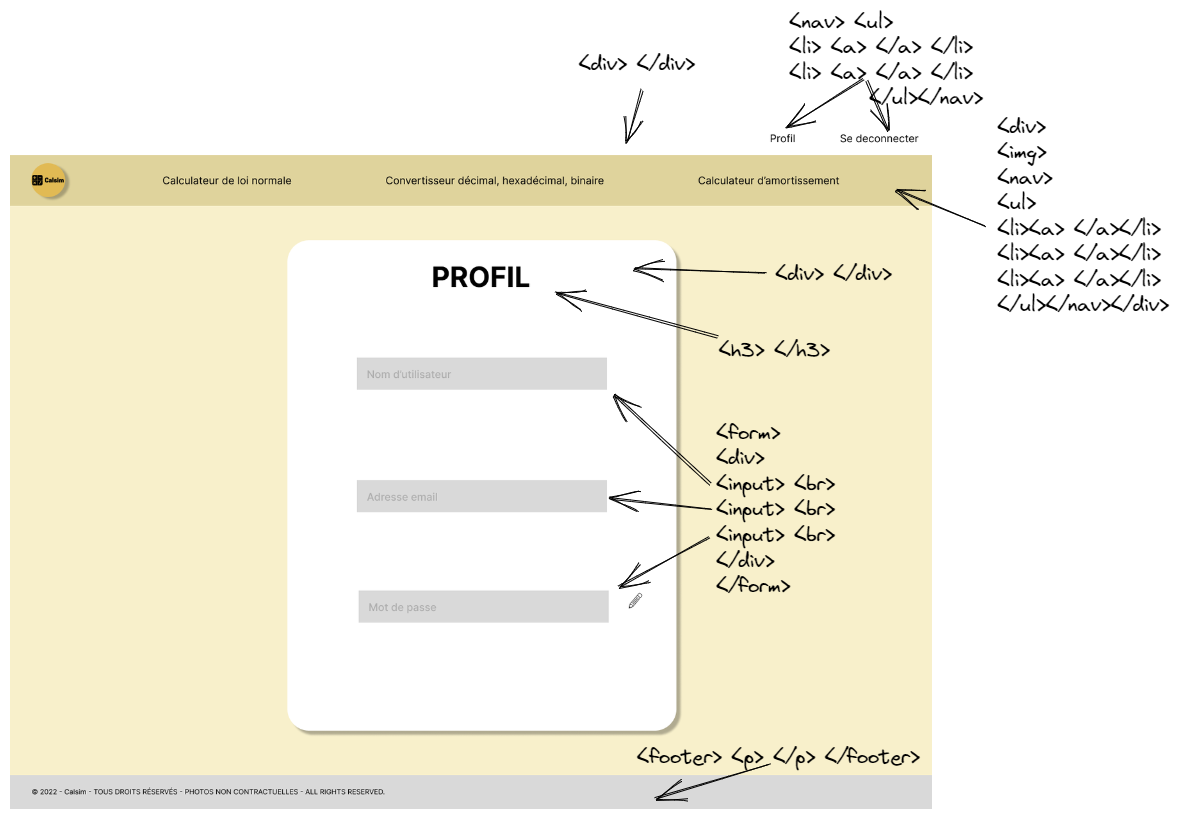 <nav> <ul>
<li> <a> </a> </li>
<li> <a> </a> </li>
</ul></nav>
<div> </div>
Profil
Se deconnecter
Calsim
Calculateur de loi normale
Convertisseur décimal, hexadécimal, binaire
Calculateur d'amortissement
<div>
<img>
<nav>
<ul>
<li><a> </a></li>
<li><a> </a></li>
<li><a> </a></li>
</ul></nav></div>
PROFIL
<div> </div>
<h3> </h3>
Nom d'utilisateur
Adresse email
Mot de passe
<form>
<div>
<input> <br>
<input> <br>
<input> <br>
</div>
</form>
<footer> <p> </p> </footer>
© 2022 - Calsim - TOUS DROITS RÉSERVÉS - PHOTOS NON CONTRACTUELLES - ALL RIGHTS RESERVED.